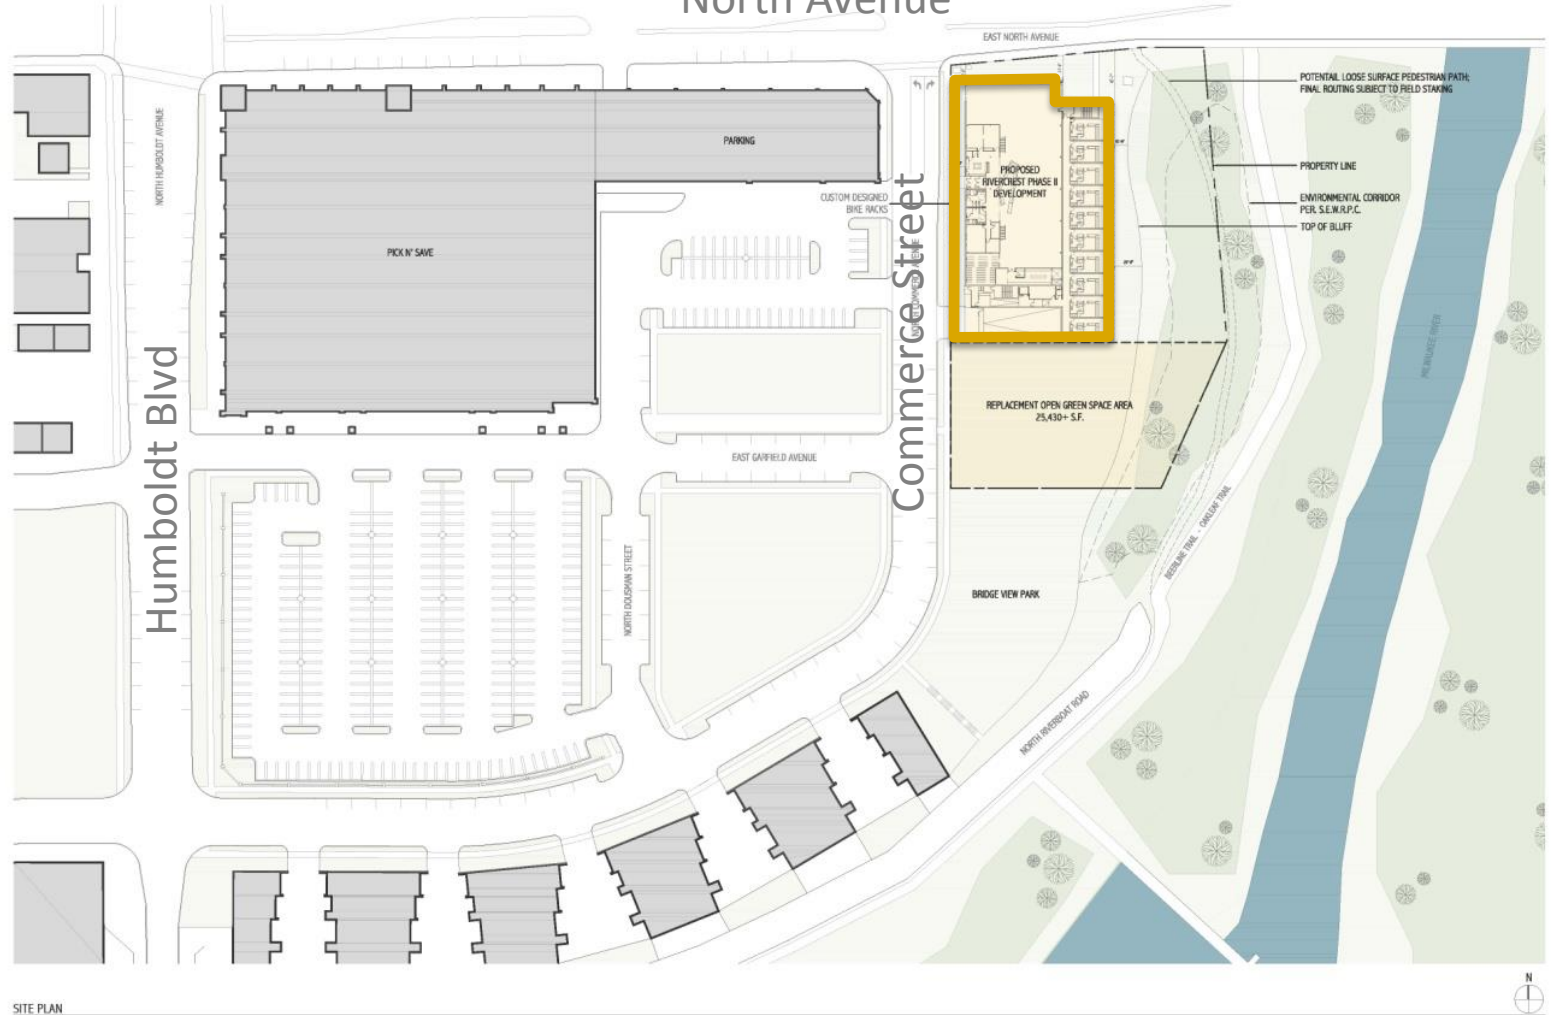 North Avenue
EAST NORTH AVENUE
POTENTAIL LOOSE SURFACE PEDESTRIAN PATH;
FINAL ROUTING SUBJECT TO FIELD STAKING
NORTH HUMBOLDT AVENUE
PARKING
PROPERTY LINE
PROPOSED
RIVERCREST PHASE II
DEVELOPMENT
CUSTOM DESIGNED
BIKE RACKS
ENVIRONMENTAL CORRIDOR
PER. S.E.W.R.P.C.
TOP OF BLUFF
PICK N' SAVE
Commerce Street
MILWAUKEE RIVER
Humboldt Blvd
REPLACEMENT OPEN GREEN SPACE AREA
25,430+ S.F.
EAST GARFIELD AVENUE
BEERLINE TRAIL - OAKLEAF TRAIL
NORTH DOUSMAN STREET
BRIDGE VIEW PARK
NORTH RIVERBOAT ROAD
N
SITE PLAN